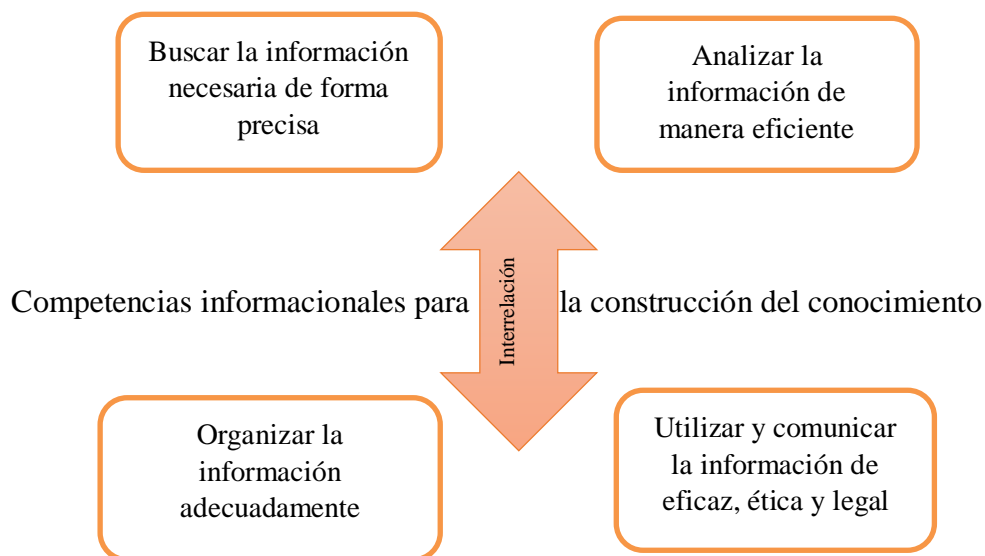 Buscar la información
necesaria de forma
precisa
Analizar la
información de
manera eficiente
Interrelación
Competencias informacionales para la construcción del conocimiento
Organizar la
información
adecuadamente
Utilizar y comunicar
la información de
eficaz, ética y legal